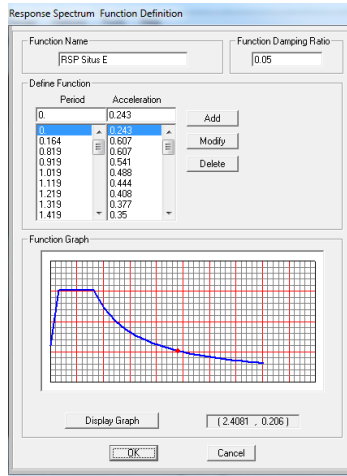 Response Spectrum Function Definition
Function Name
Function Damping Ratio
RSP Situs E
0.05
Define Function
Period Acceleration
0. 0.243
Add
0. 0.243
0.164 0.607
0.819 0.607
Modify
0.919 0.541
1.019 0.488
Delete
1.119 0.444
1.219 0.408
1.319 0.377
1.419 0.35
Function Graph
Display Graph
(2.4081 , 0.206)
OK
Cancel